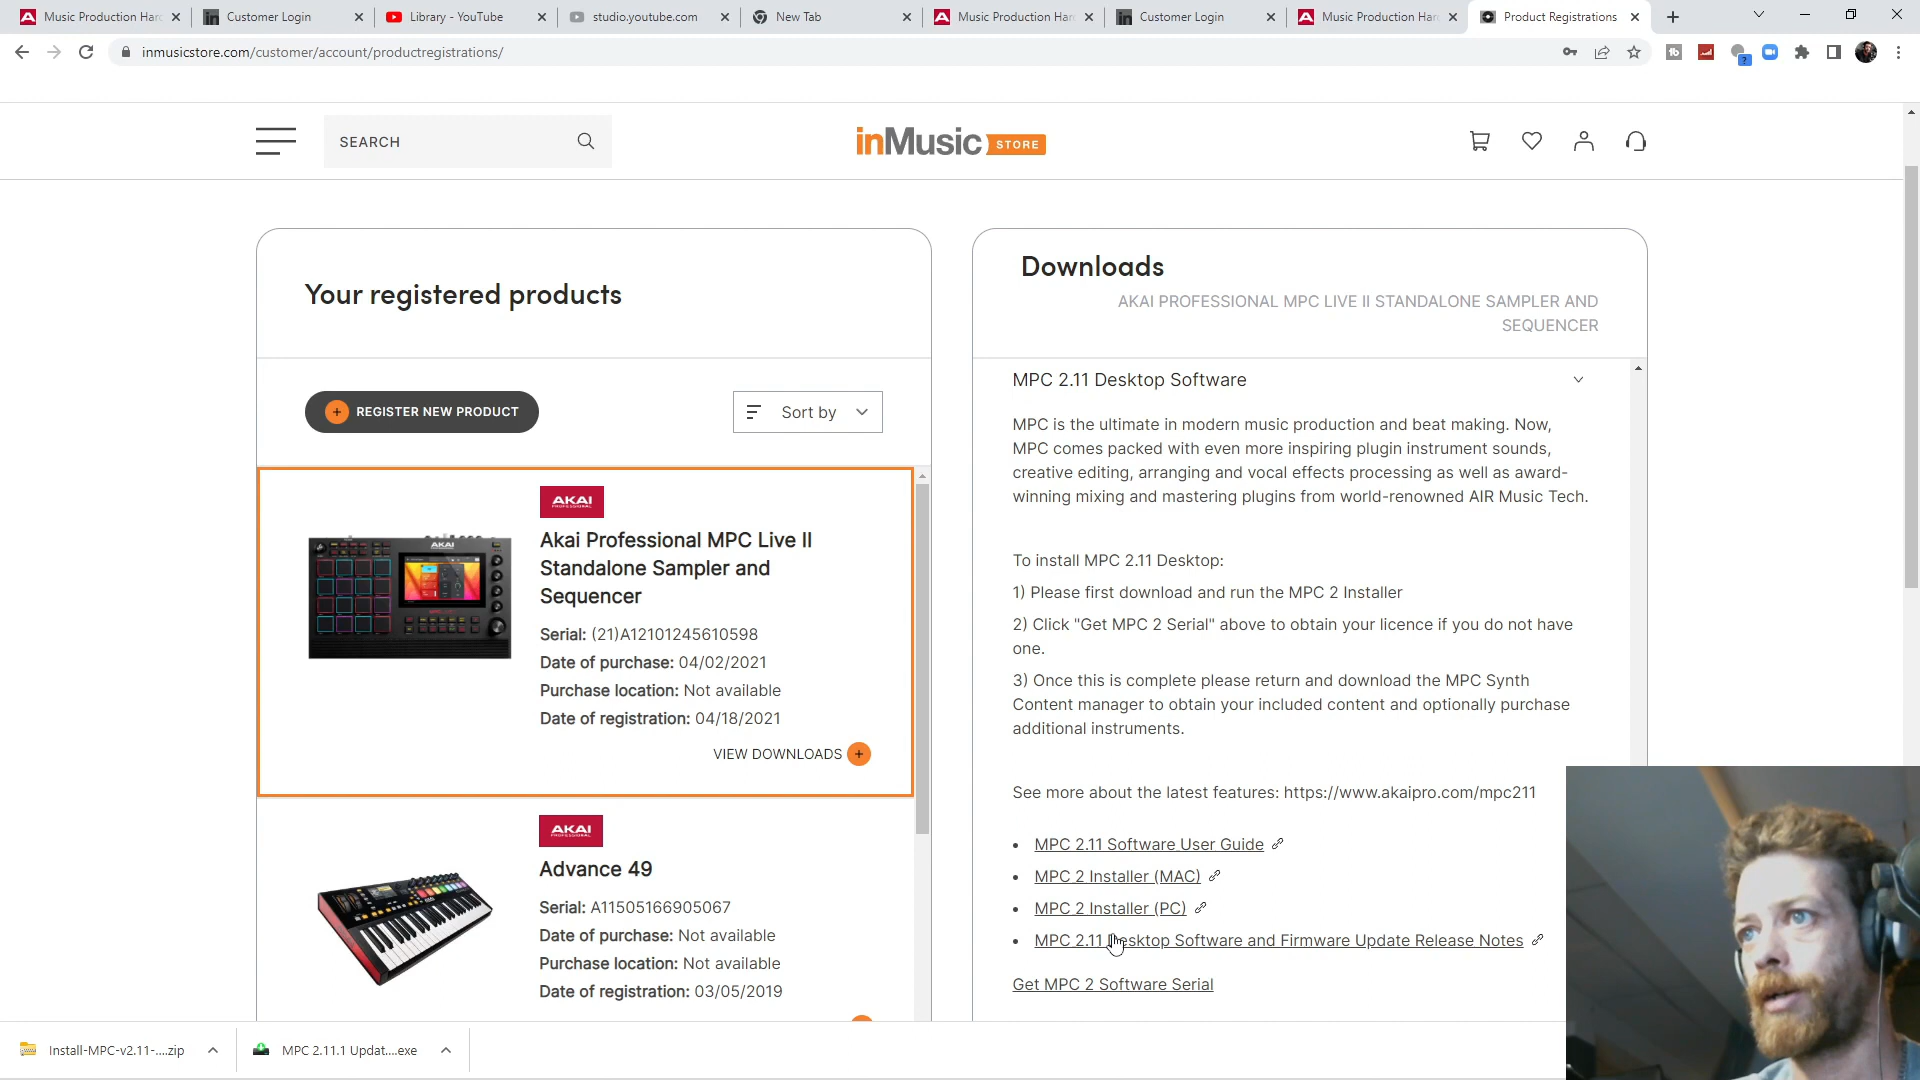 Music Production Har
Customer Login
Library - YouTube
studio.youtube.com
New Tab
Music Production Har
Customer Login
Music Production Har
Product Registrations
inmusicstore.com/customer/account/productregistrations/
SEARCH
inMusic STORE
Your registered products
REGISTER NEW PRODUCT
Sort by
AKAI
PROFESSIONAL
Akai Professional MPC Live II
Standalone Sampler and
Sequencer
Serial: (21)A12101245610598
Date of purchase: 04/02/2021
Purchase location: Not available
Date of registration: 04/18/2021
VIEW DOWNLOADS
AKAI
PROFESSIONAL
Advance 49
Serial: A11505166905067
Date of purchase: Not available
Purchase location: Not available
Date of registration: 03/05/2019
Downloads
AKAI PROFESSIONAL MPC LIVE II STANDALONE SAMPLER AND
SEQUENCER
MPC 2.11 Desktop Software
MPC is the ultimate in modern music production and beat making. Now,
MPC comes packed with even more inspiring plugin instrument sounds,
creative editing, arranging and vocal effects processing as well as award-
winning mixing and mastering plugins from world-renowned AIR Music Tech.
To install MPC 2.11 Desktop:
1) Please first download and run the MPC 2 Installer
2) Click "Get MPC 2 Serial" above to obtain your licence if you do not have
one.
3) Once this is complete please return and download the MPC Synth
Content manager to obtain your included content and optionally purchase
additional instruments.
See more about the latest features: https://www.akaipro.com/mpc211
• MPC 2.11 Software User Guide
• MPC 2 Installer (MAC)
• MPC 2 Installer (PC)
• MPC 2.11 Desktop Software and Firmware Update Release Notes
Get MPC 2 Software Serial
Install-MPC-v2.11-....zip
MPC 2.11.1 Updat....exe